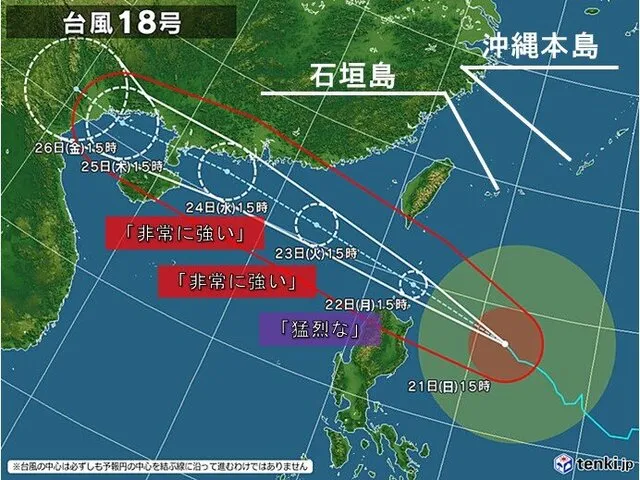 台風18号
沖縄本島
石垣島
26日(金)15時
25日(木)15時
24日(水)15時
「非常に強い」
23日(火)15時
「非常に強い」
22日(月)15時
「猛烈な」
21日(日)15時
※台風の中心は必ずしも予報円の中心を結ぶ線に沿って進むわけではありません
tenki.jp